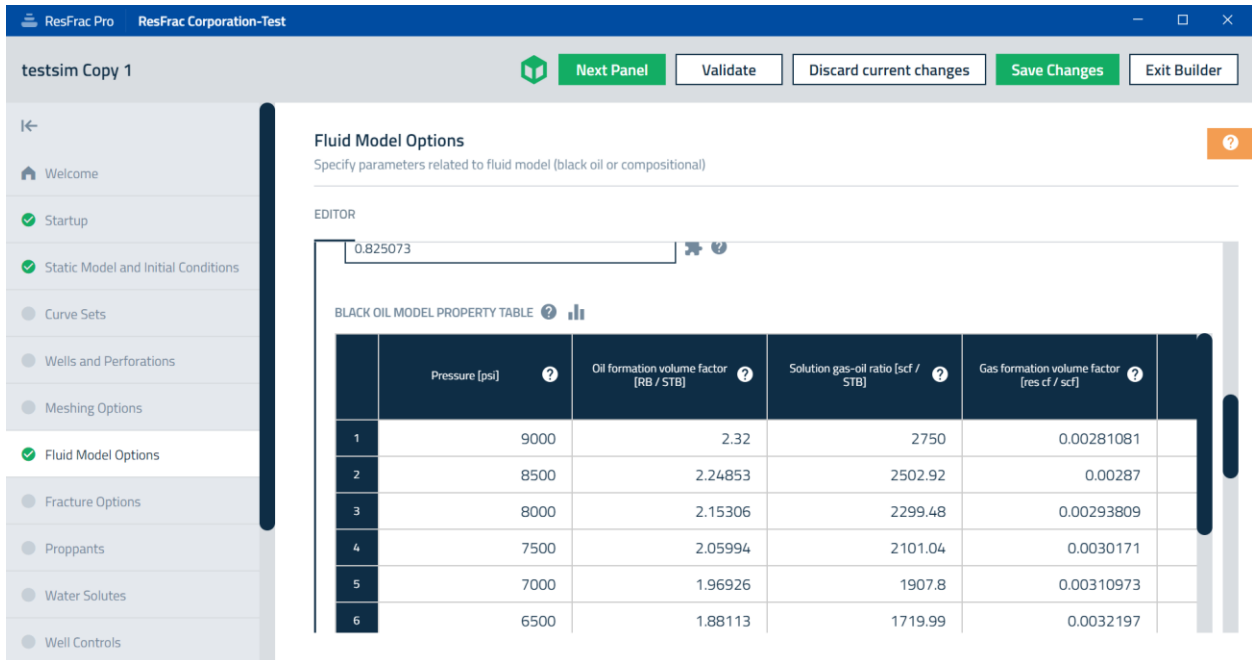 ResFrac Pro ResFrac Corporation-Test
testsim Copy 1 Next Panel Validate Discard current changes Save Changes Exit Builder
Welcome
Startup
Static Model and Initial Conditions
Curve Sets
Wells and Perforations
Meshing Options
Fluid Model Options
Fracture Options
Proppants
Water Solutes
Well Controls
Fluid Model Options
Specify parameters related to fluid model (black oil or compositional)
EDITOR
0.825073
BLACK OIL MODEL PROPERTY TABLE
Pressure [psi] Oil formation volume factor [RB / STB] Solution gas-oil ratio [scf / STB] Gas formation volume factor [res cf / scf]
1 9000 2.32 2750 0.00281081
2 8500 2.24853 2502.92 0.00287
3 8000 2.15306 2299.48 0.00293809
4 7500 2.05994 2101.04 0.0030171
5 7000 1.96926 1907.8 0.00310973
6 6500 1.88113 1719.99 0.0032197